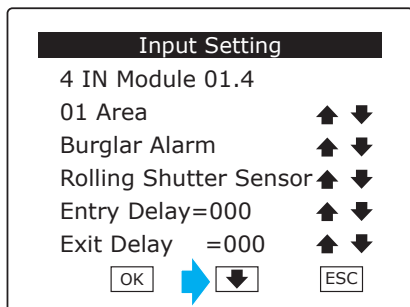 Input Setting
4 IN Module 01.4
01 Area
Burglar Alarm
Rolling Shutter Sensor
Entry Delay=000
Exit Delay =000
OK ESC